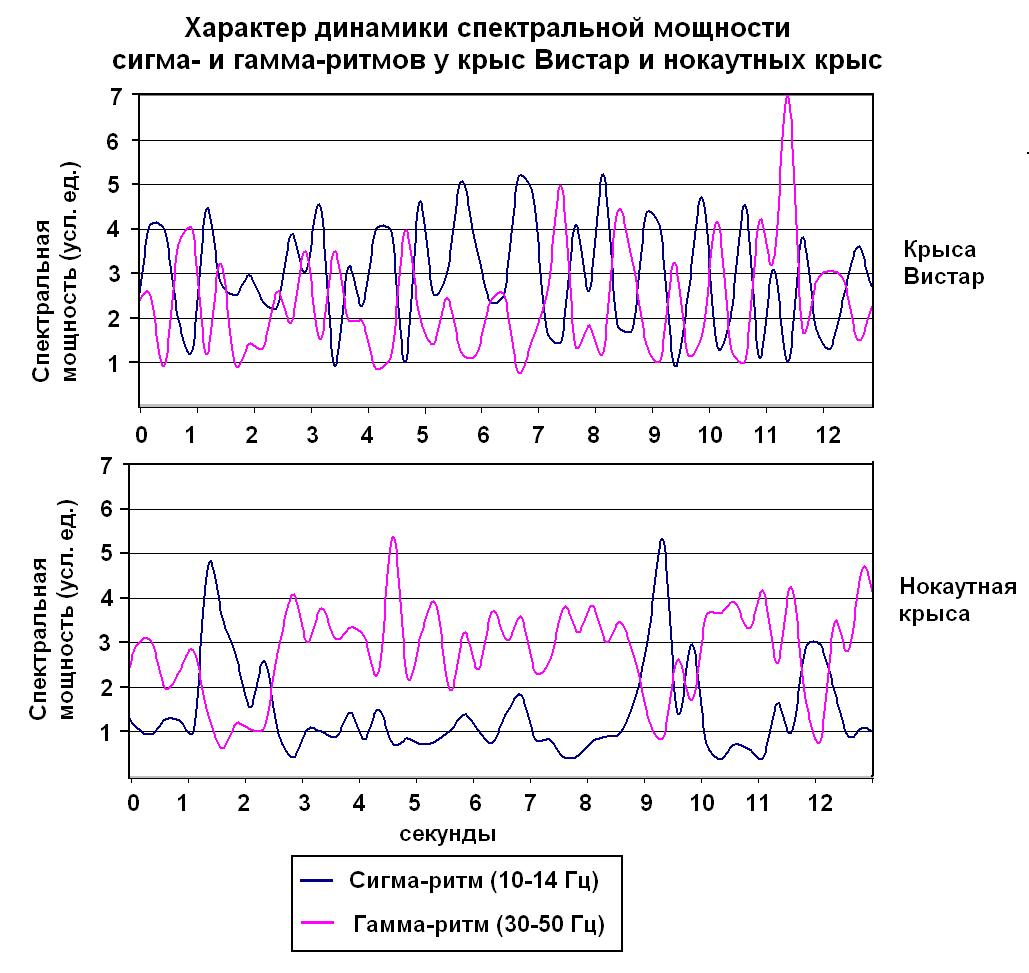 Характер динамики спектральной мощности
сигма- и гамма-ритмов у крыс Вистар и нокаутных крыс
Спектральная
мощность (усл. ед.)
7
6
5
4
3
2
1
0 1 2 3 4 5 6 7 8 9 10 11 12
Крыса
Вистар
Спектральная
мощность (усл. ед.)
7
6
5
4
3
2
1
0 1 2 3 4 5 6 7 8 9 10 11 12
секунды
Нокаутная
крыса
Сигма-ритм (10-14 Гц)
Гамма-ритм (30-50 Гц)